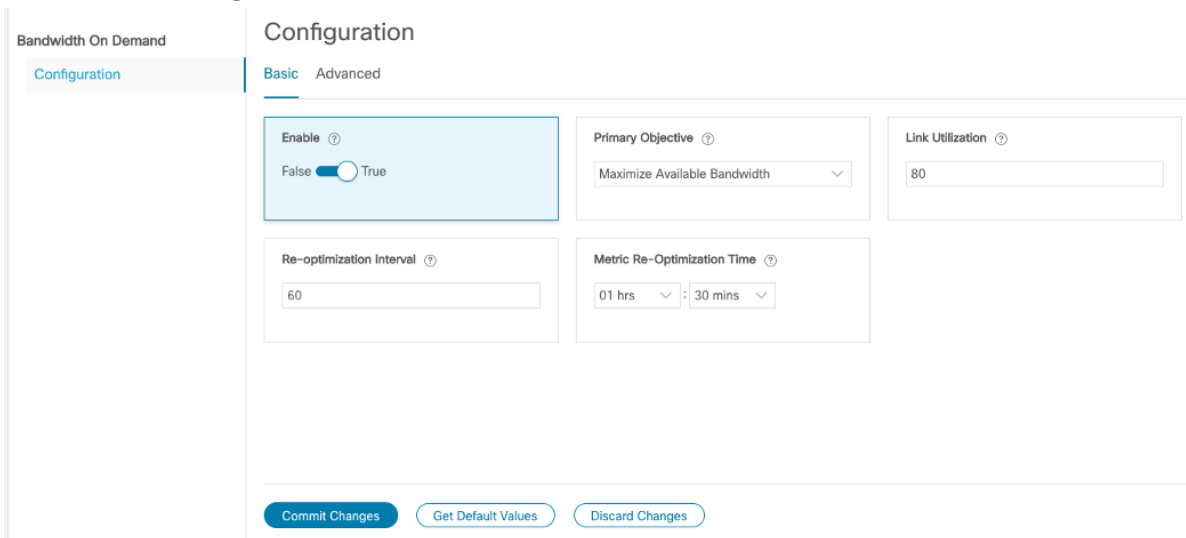 Bandwidth On Demand
Configuration
Configuration
Basic Advanced
Enable ?
False True
Primary Objective ?
Maximize Available Bandwidth
Link Utilization ?
80
Re-optimization Interval ?
60
Metric Re-Optimization Time ?
01 hrs : 30 mins
Commit Changes Get Default Values Discard Changes